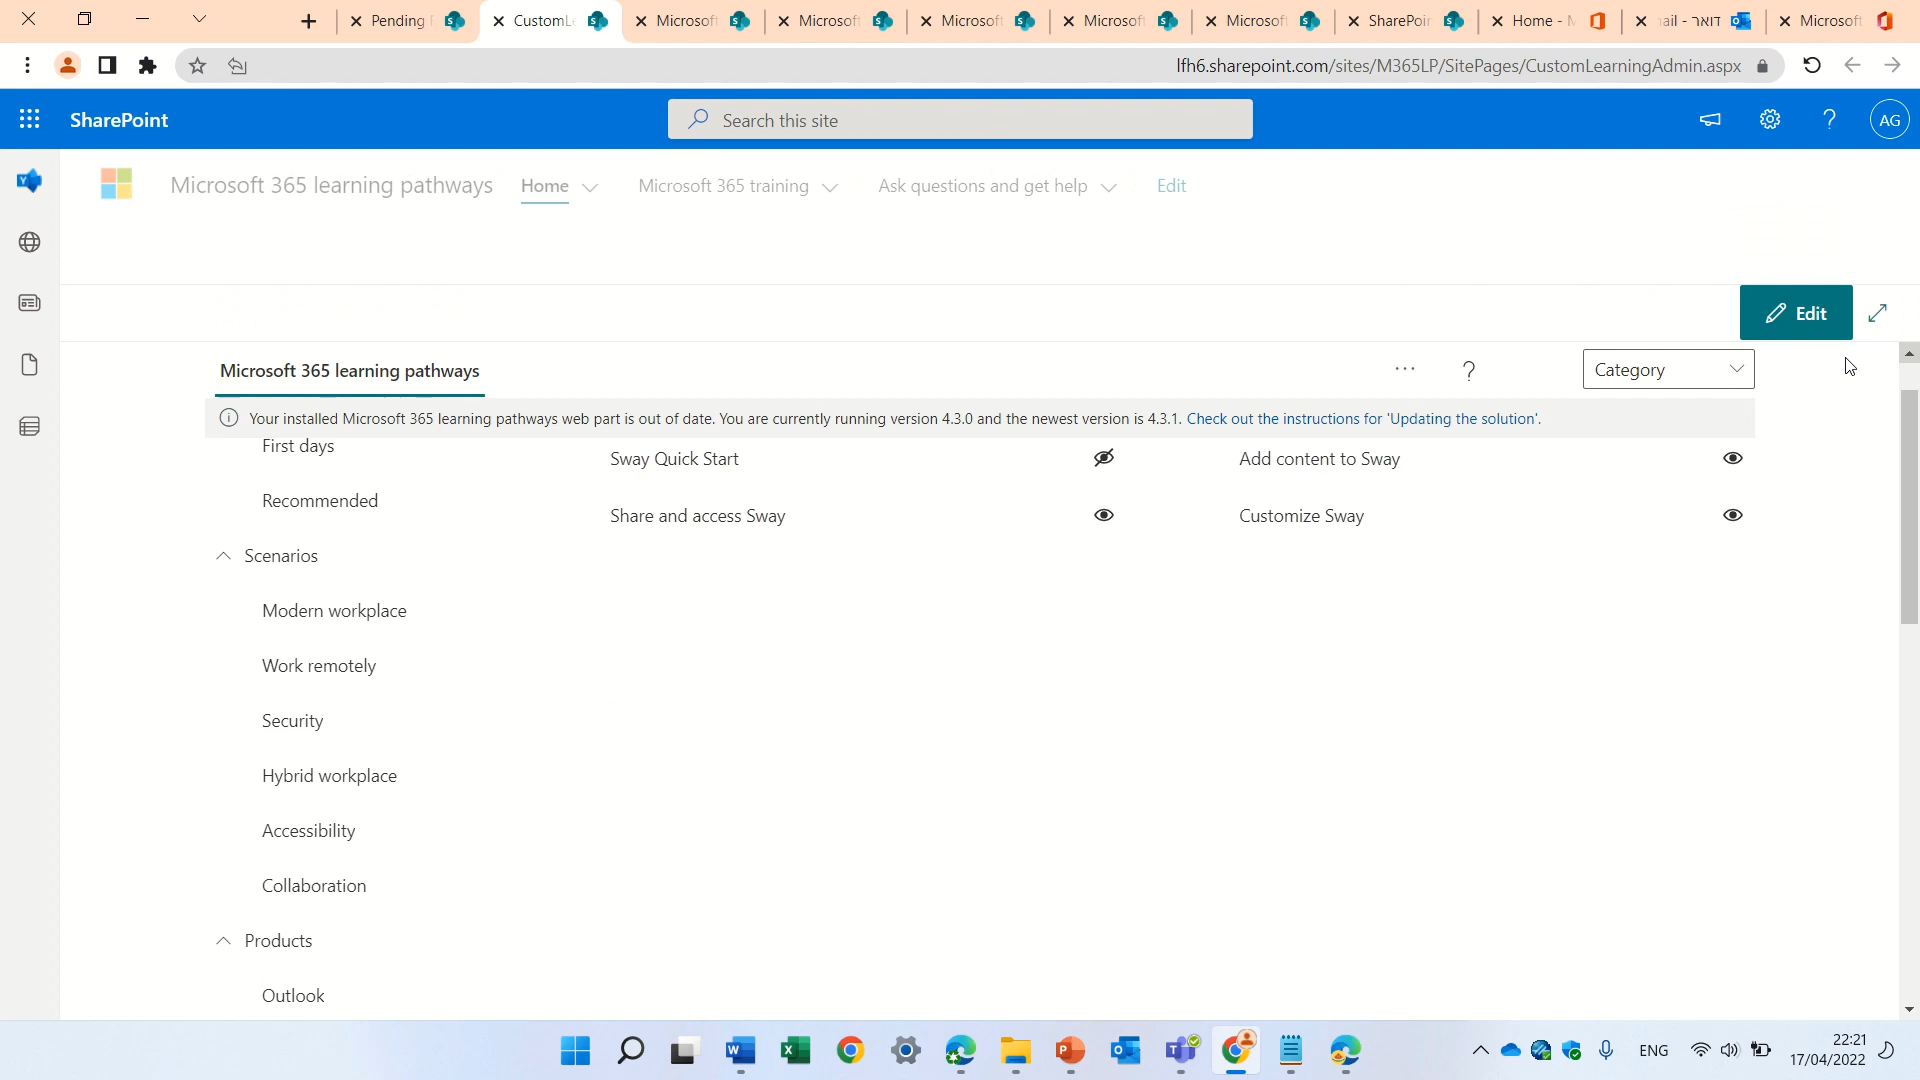 Pending
CustomLe
Microsoft
Microsoft
Microsoft
Microsoft
Microsoft
SharePoin
Home - M
דואר - ail
Microsoft
lfh6.sharepoint.com/sites/M365LP/SitePages/CustomLearningAdmin.aspx
SharePoint
Search this site
AG
Microsoft 365 learning pathways
Home
Microsoft 365 training
Ask questions and get help
Edit
Edit
Microsoft 365 learning pathways
Category
Your installed Microsoft 365 learning pathways web part is out of date. You are currently running version 4.3.0 and the newest version is 4.3.1. Check out the instructions for 'Updating the solution'.
First days
Sway Quick Start
Add content to Sway
Recommended
Share and access Sway
Customize Sway
Scenarios
Modern workplace
Work remotely
Security
Hybrid workplace
Accessibility
Collaboration
Products
Outlook
ENG
22:21
17/04/2022